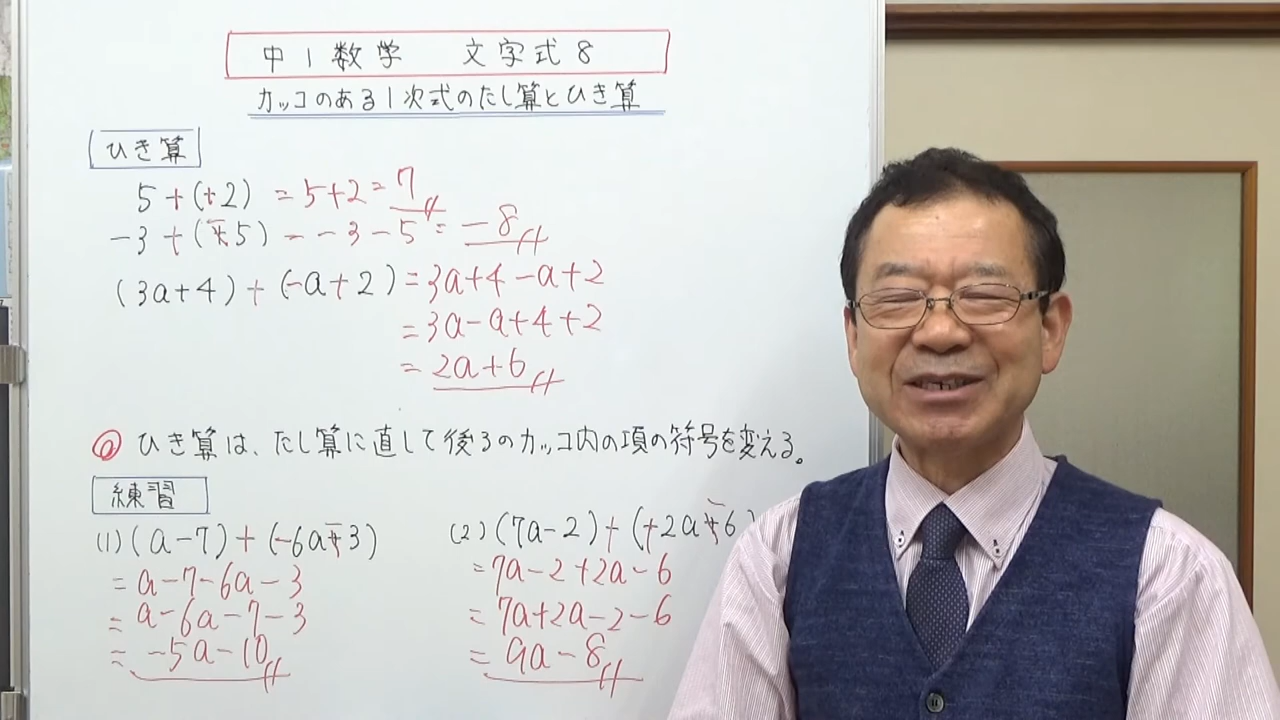 中1数学 文字式8
カッコのある1次式のたし算とひき算
ひき算
5+(+2) =5+2=7
-3+(-5) = -3-5= -8
(3a+4)+(-a+2)=3a+4-a+2
=3a-a+4+2
=2a+6
◎ ひき算は、たし算に直して後ろのカッコ内の項の符号を変える。
練習
(1)(a-7)+(-6a-3)
=a-7-6a-3
=a-6a-7-3
=-5a-10
(2)(7a-2)+(+2a-6)
=7a-2+2a-6
=7a+2a-2-6
=9a-8